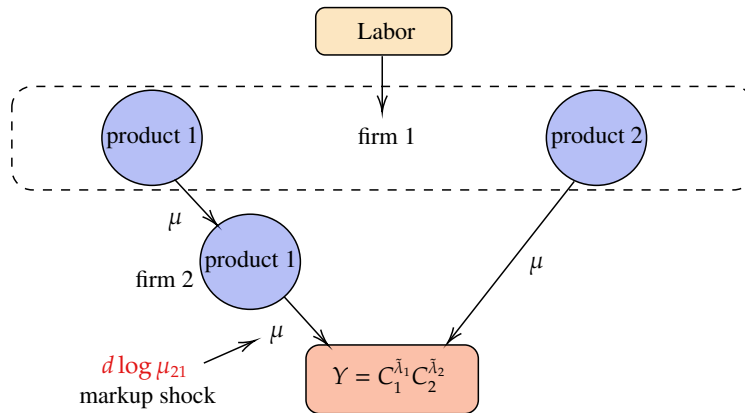 Labor
product 1
firm 1
product 2
μ
product 1
firm 2
μ
μ
d log μ₂₁
markup shock
Y = C₁^{λ̃₁} C₂^{λ̃₂}